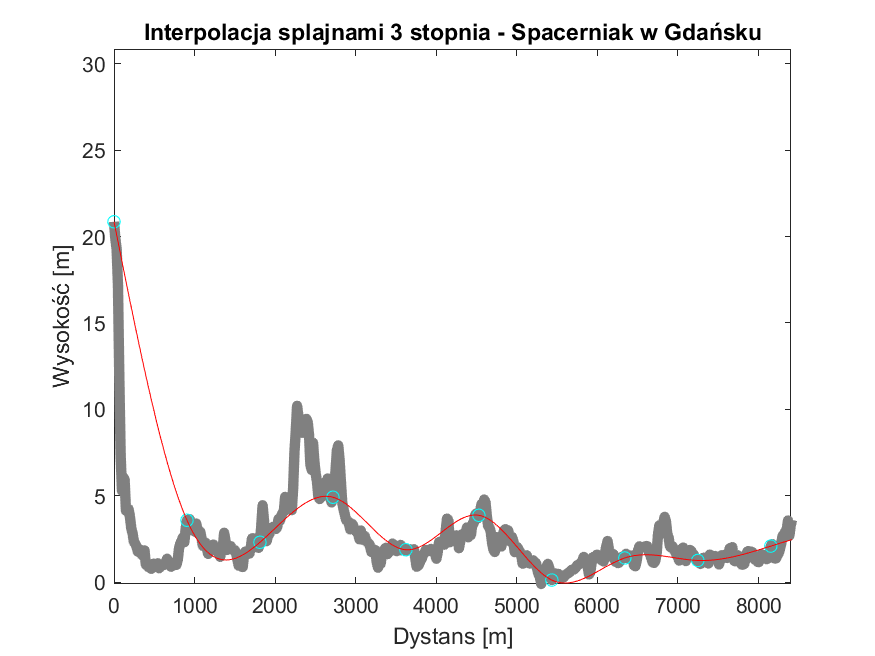 Interpolacja splajnami 3 stopnia - Spacerniak w Gdańsku
30
25
20
15
10
5
0
Wysokość [m]
0 1000 2000 3000 4000 5000 6000 7000 8000
Dystans [m]